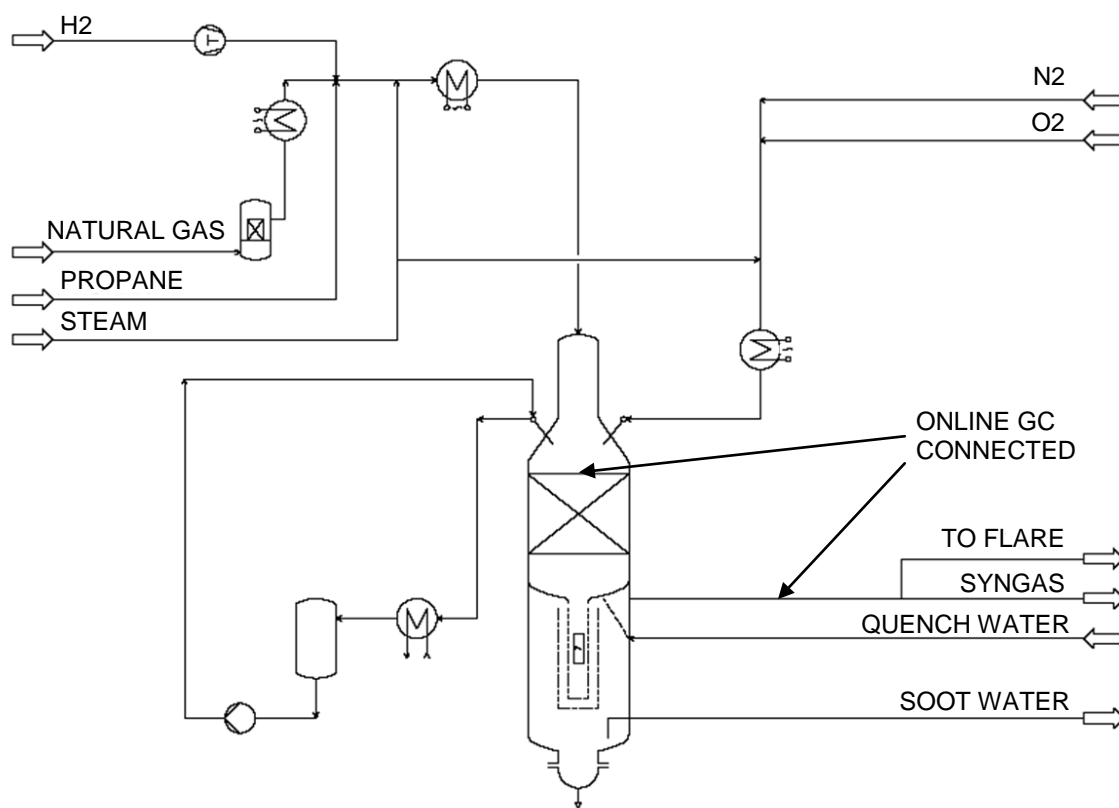 H2
N2
O2
NATURAL GAS
PROPANE
STEAM
ONLINE GC
CONNECTED
TO FLARE
SYNGAS
QUENCH WATER
SOOT WATER